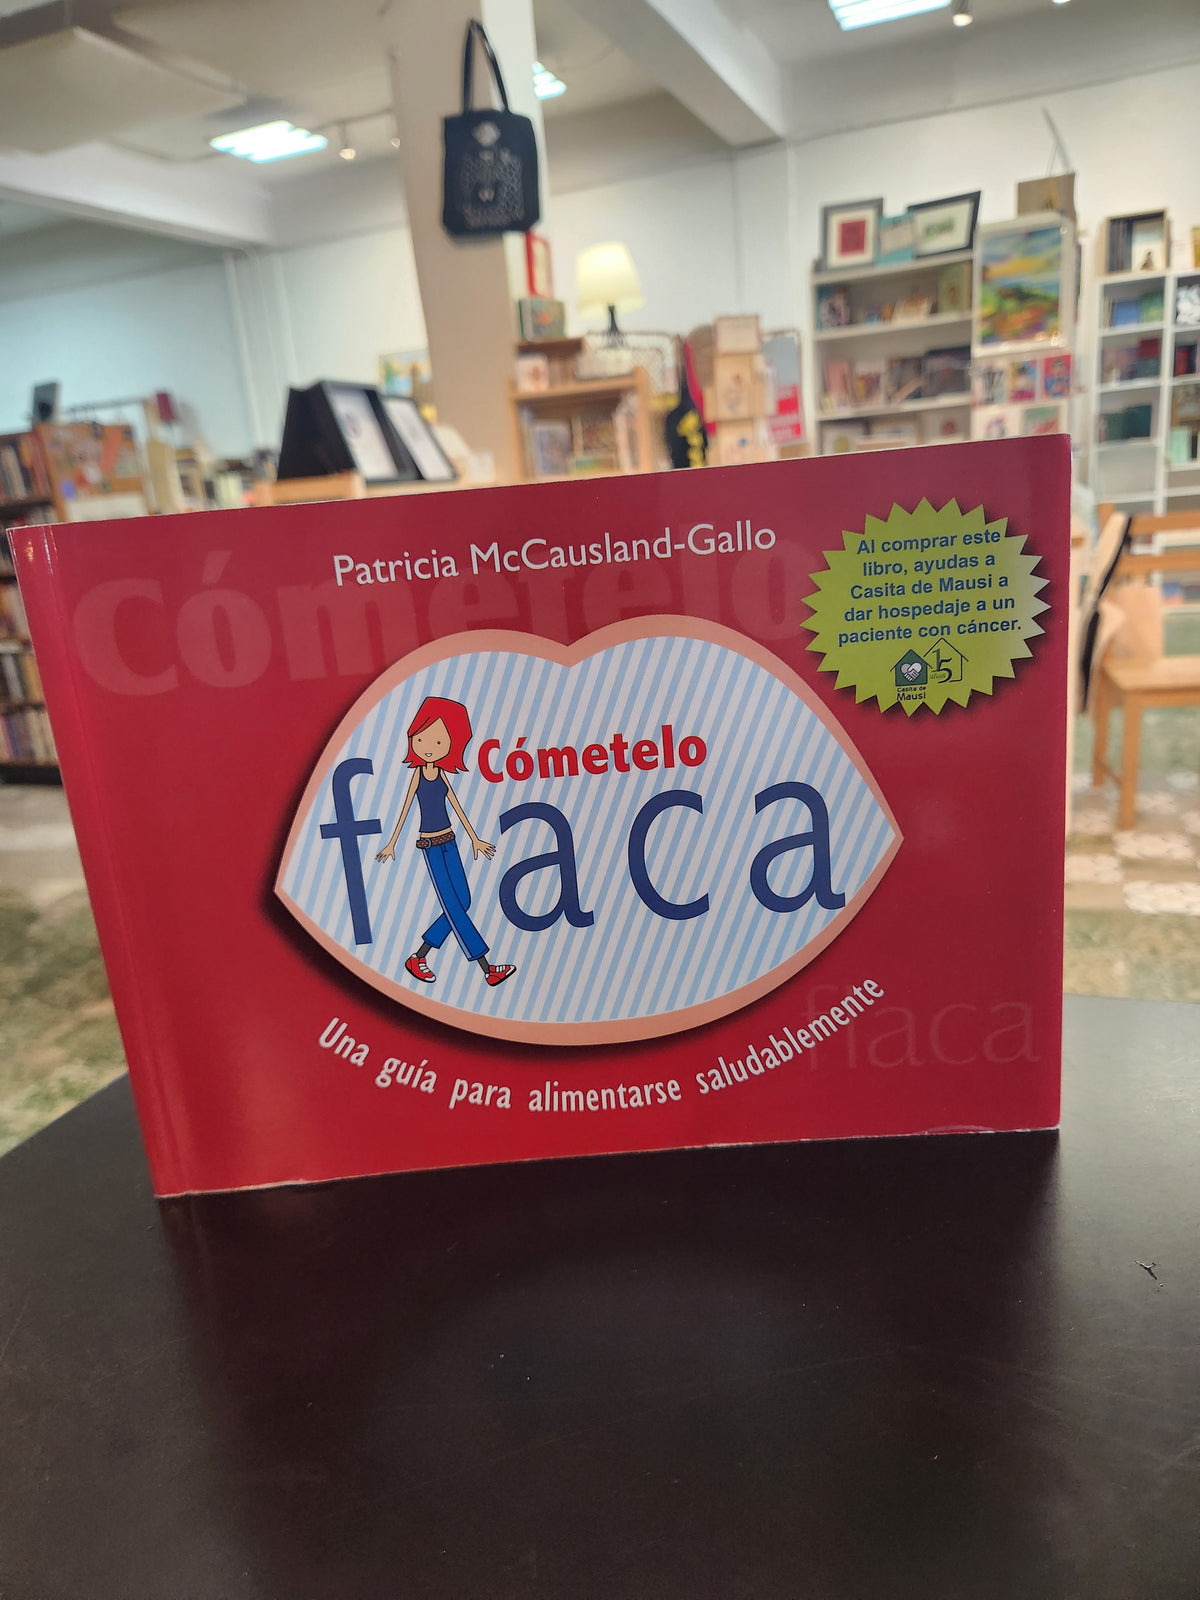 Patricia McCausland-Gallo
Cómetelo
Al comprar este
libro, ayudas a
Casita de Mausi a
dar hospedaje a un
paciente con cáncer.
15
años
Casita de
Mausi
Cómetelo
flaca
Una guía para alimentarse saludablemente
flaca